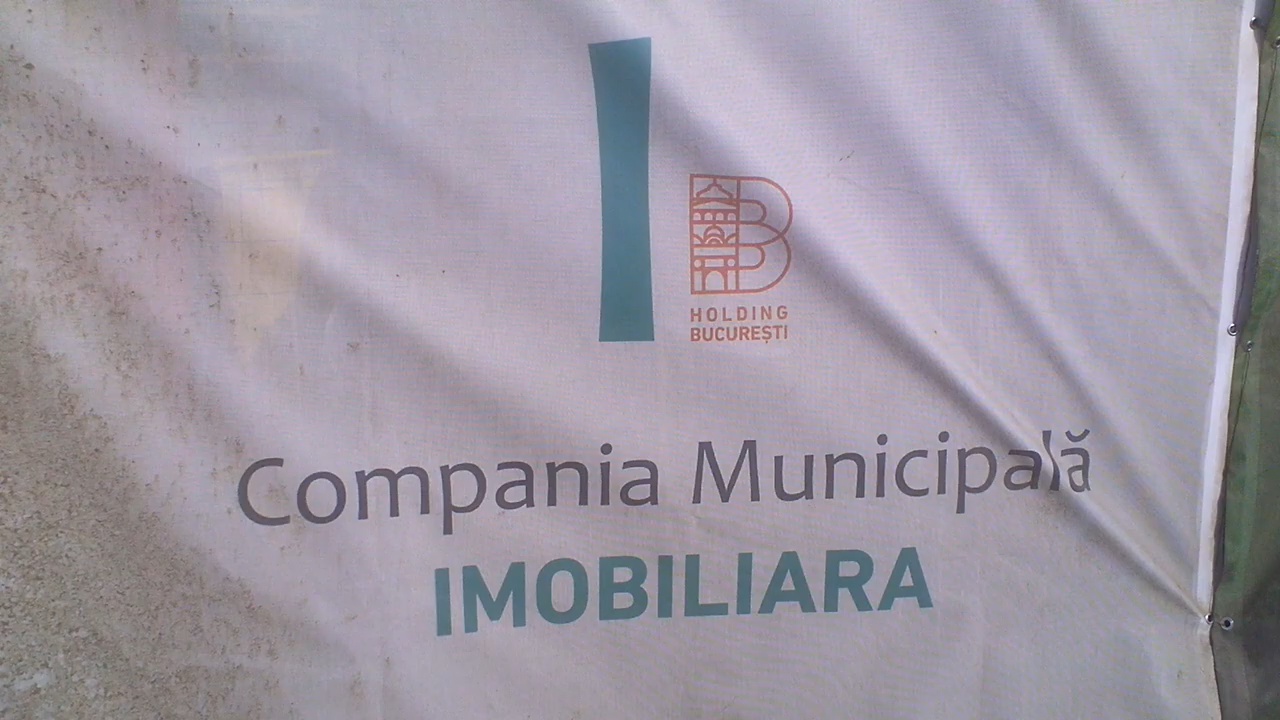 I
HOLDING
BUCUREȘTI
Compania Municipală
IMOBILIARA